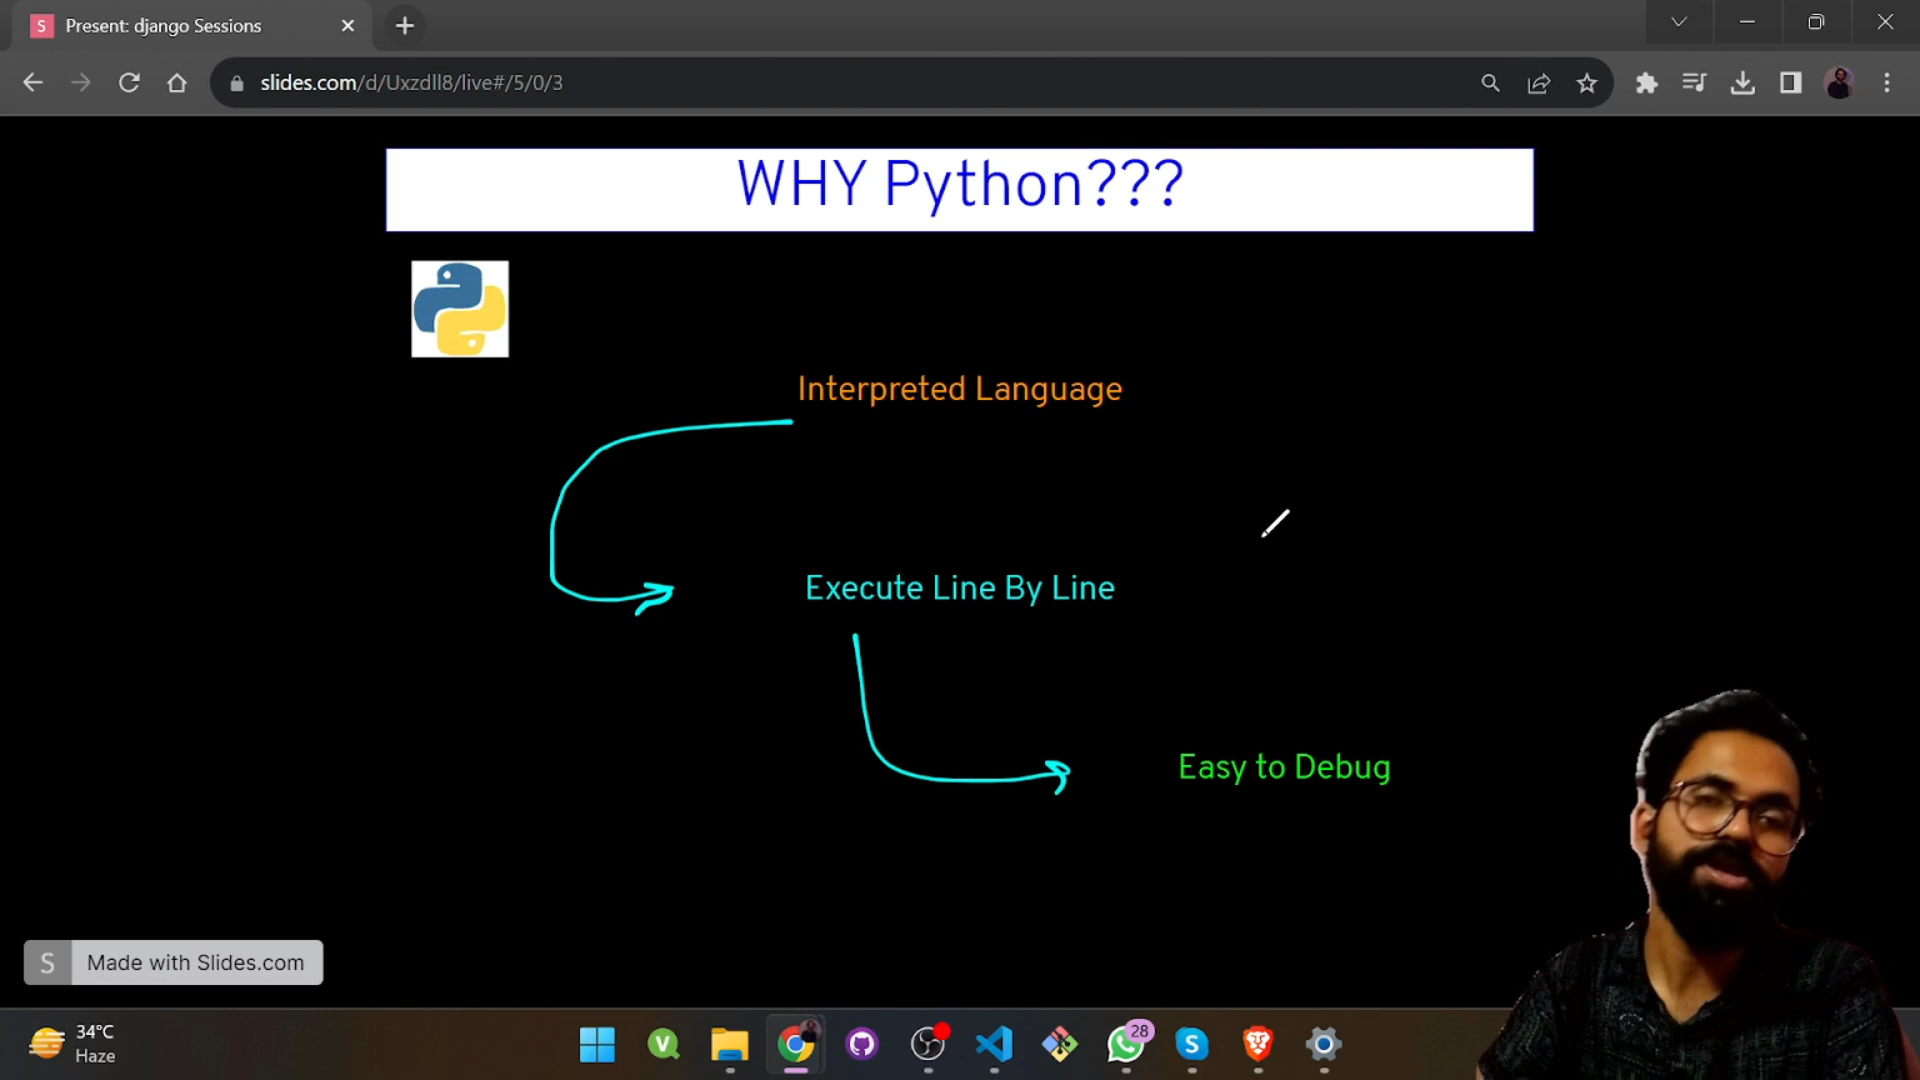 S Present: django Sessions
slides.com/d/Uxzdll8/live#/5/0/3
WHY Python???
Interpreted Language
Execute Line By Line
Easy to Debug
S Made with Slides.com
34°C
Haze
V
28
S